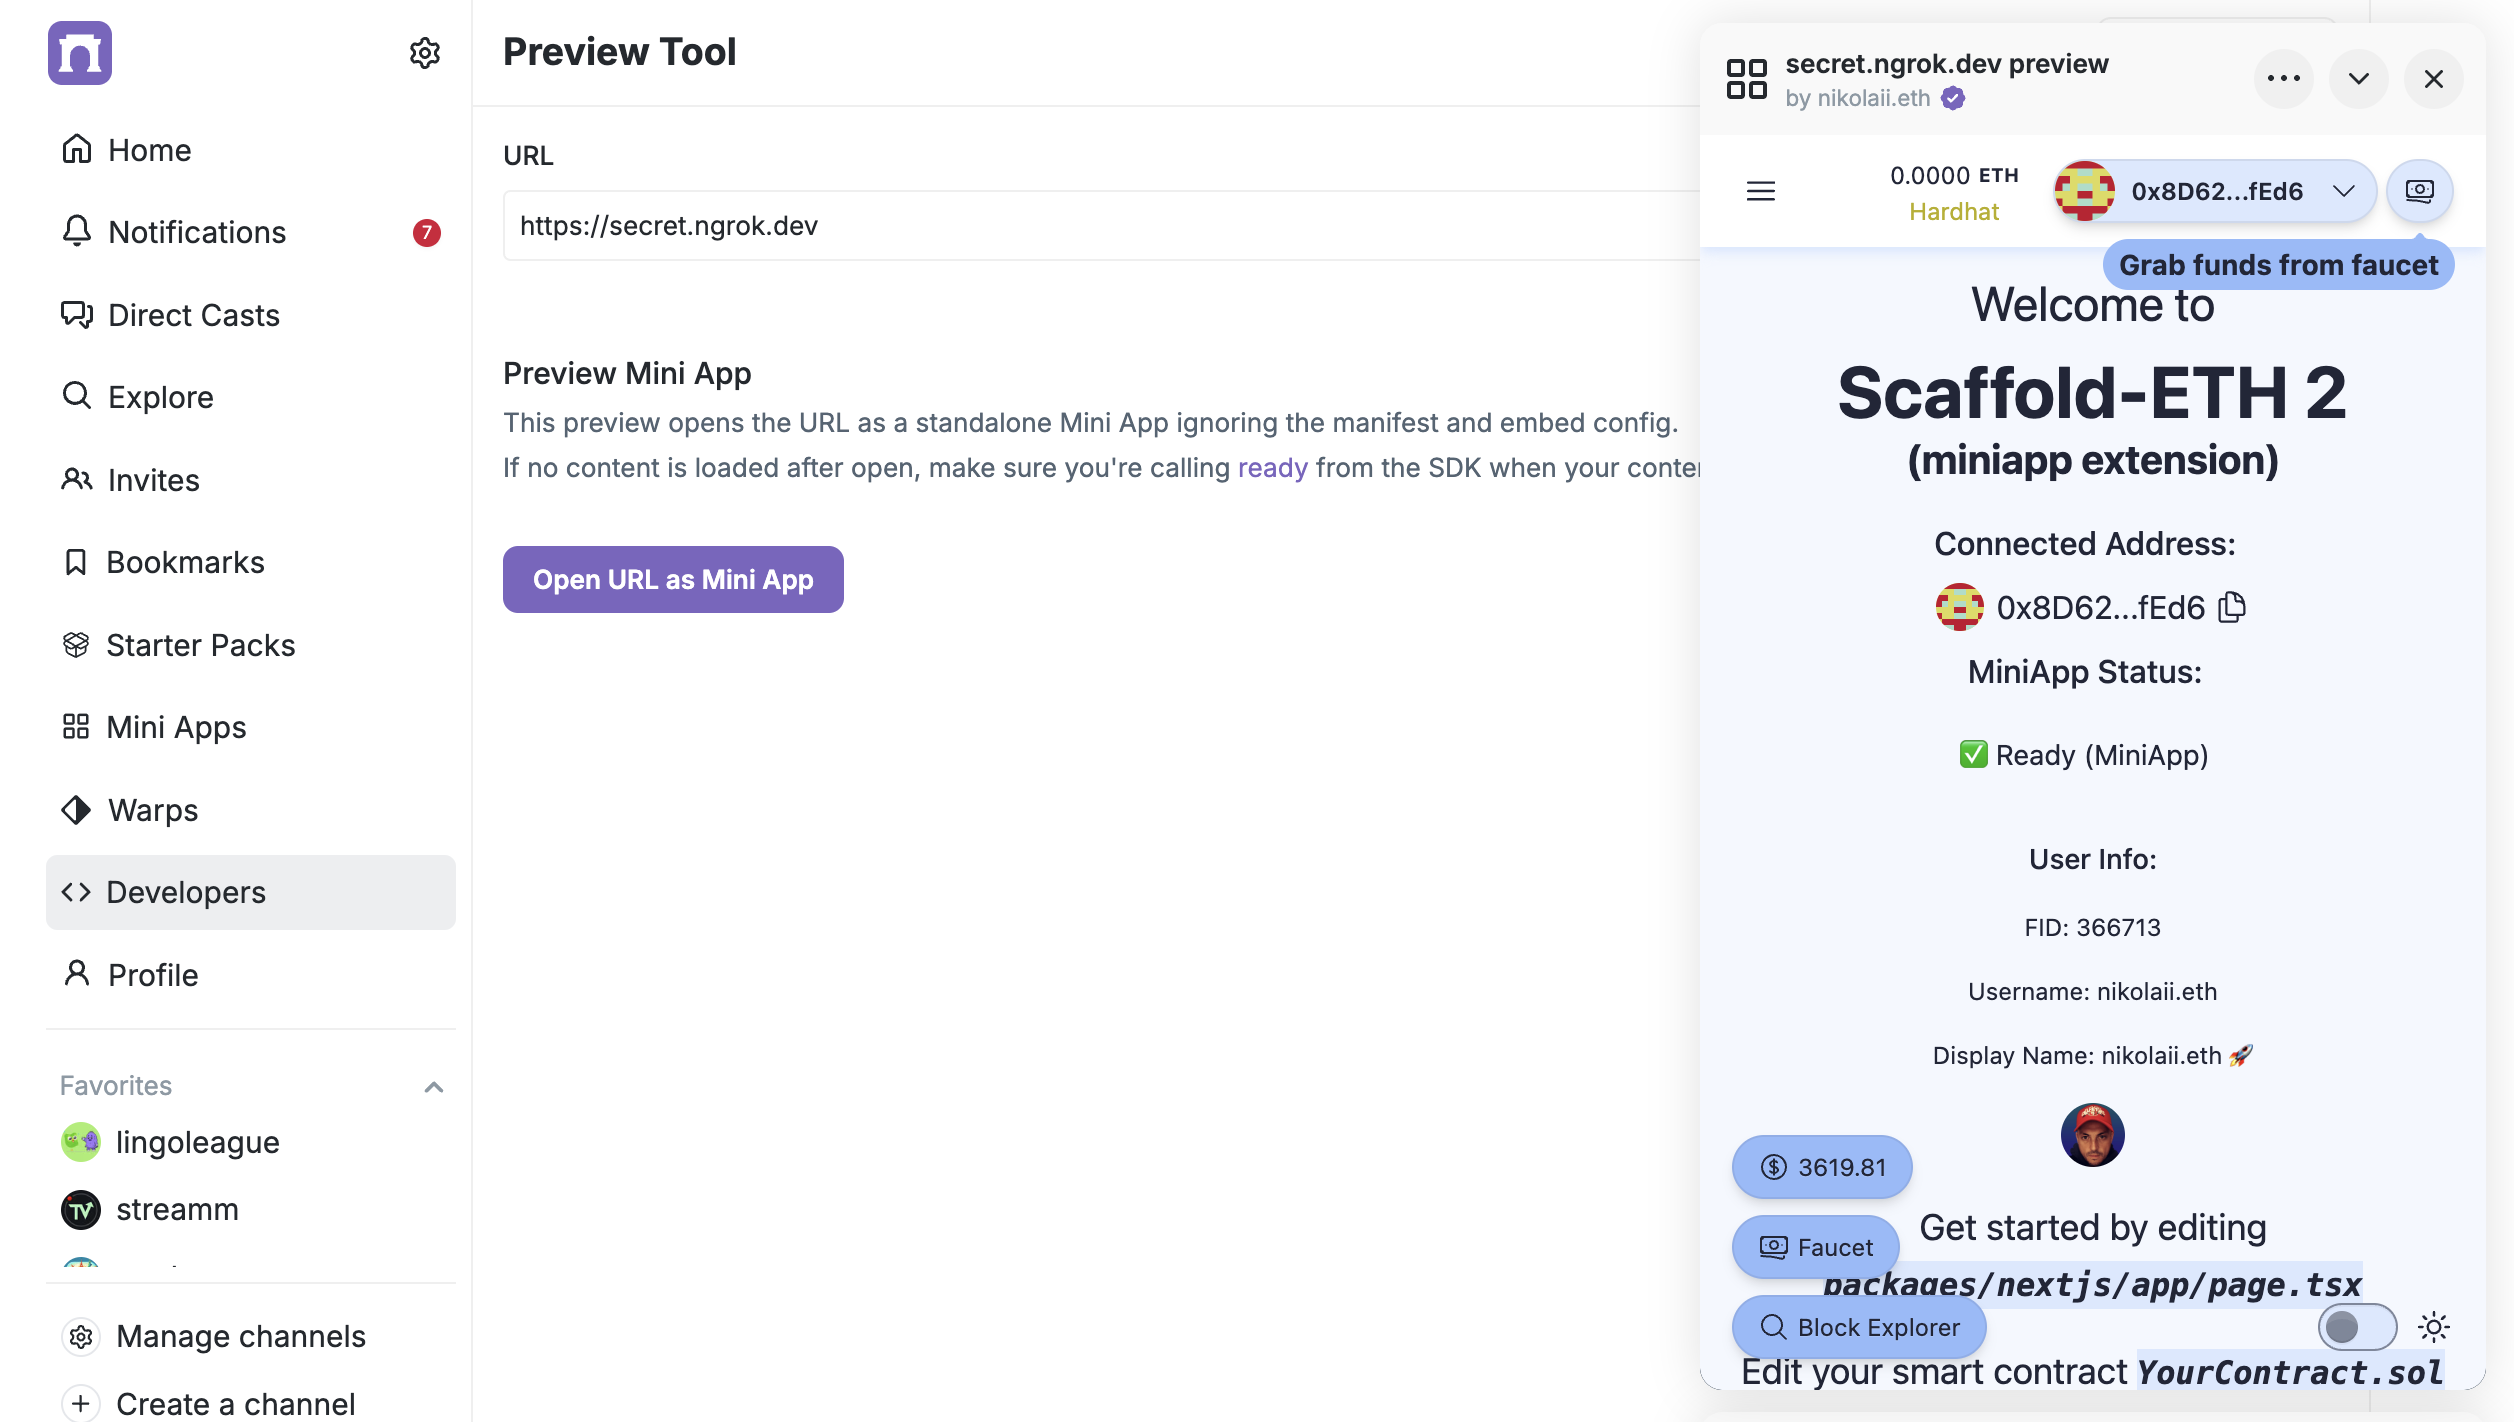 Home
Notifications
7
Direct Casts
Explore
Invites
Bookmarks
Starter Packs
Mini Apps
Warps
Developers
Profile
Favorites
lingoleague
streamm
Manage channels
Create a channel
Preview Tool
URL
https://secret.ngrok.dev
Preview Mini App
This preview opens the URL as a standalone Mini App ignoring the manifest and embed config.
If no content is loaded after open, make sure you're calling ready from the SDK when your
Open URL as Mini App
secret.ngrok.dev preview
by nikolaii.eth
0.0000 ETH
Hardhat
0x8D62...fEd6
Grab funds from faucet
Welcome to
Scaffold-ETH 2
(miniapp extension)
Connected Address:
0x8D62...fEd6
MiniApp Status:
✅ Ready (MiniApp)
User Info:
FID: 366713
Username: nikolaii.eth
Display Name: nikolaii.eth 🚀
3619.81
Get started by editing
Faucet
packages/nextjs/app/page.tsx
Block Explorer
Edit your smart contract YourContract.sol